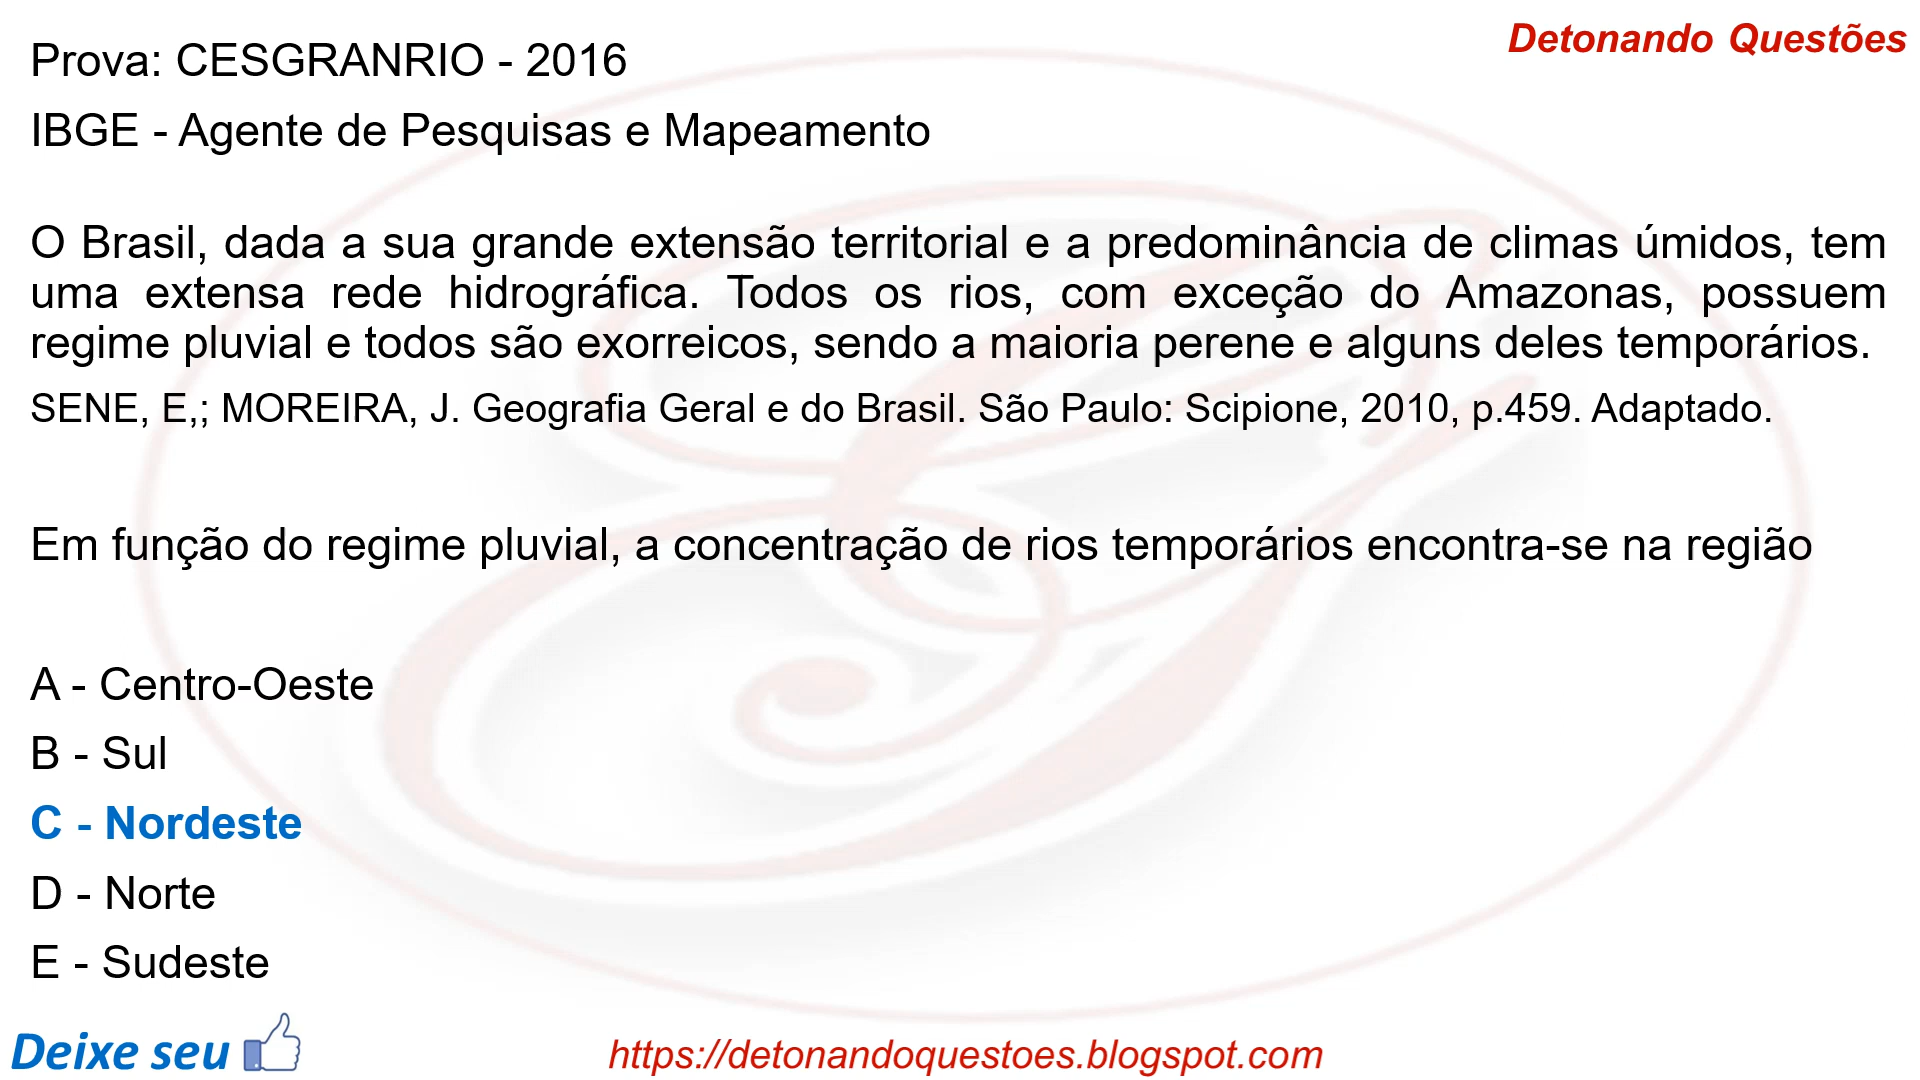 Detonando Questões
Prova: CESGRANRIO - 2016
IBGE - Agente de Pesquisas e Mapeamento
O Brasil, dada a sua grande extensão territorial e a predominância de climas úmidos, tem
uma extensa rede hidrográfica. Todos os rios, com exceção do Amazonas, possuem
regime pluvial e todos são exorreicos, sendo a maioria perene e alguns deles temporários.
SENE, E,; MOREIRA, J. Geografia Geral e do Brasil. São Paulo: Scipione, 2010, p.459. Adaptado.
Em função do regime pluvial, a concentração de rios temporários encontra-se na região
A - Centro-Oeste
B - Sul
C - Nordeste
D - Norte
E - Sudeste
Deixe seu
https://detonandoquestoes.blogspot.com